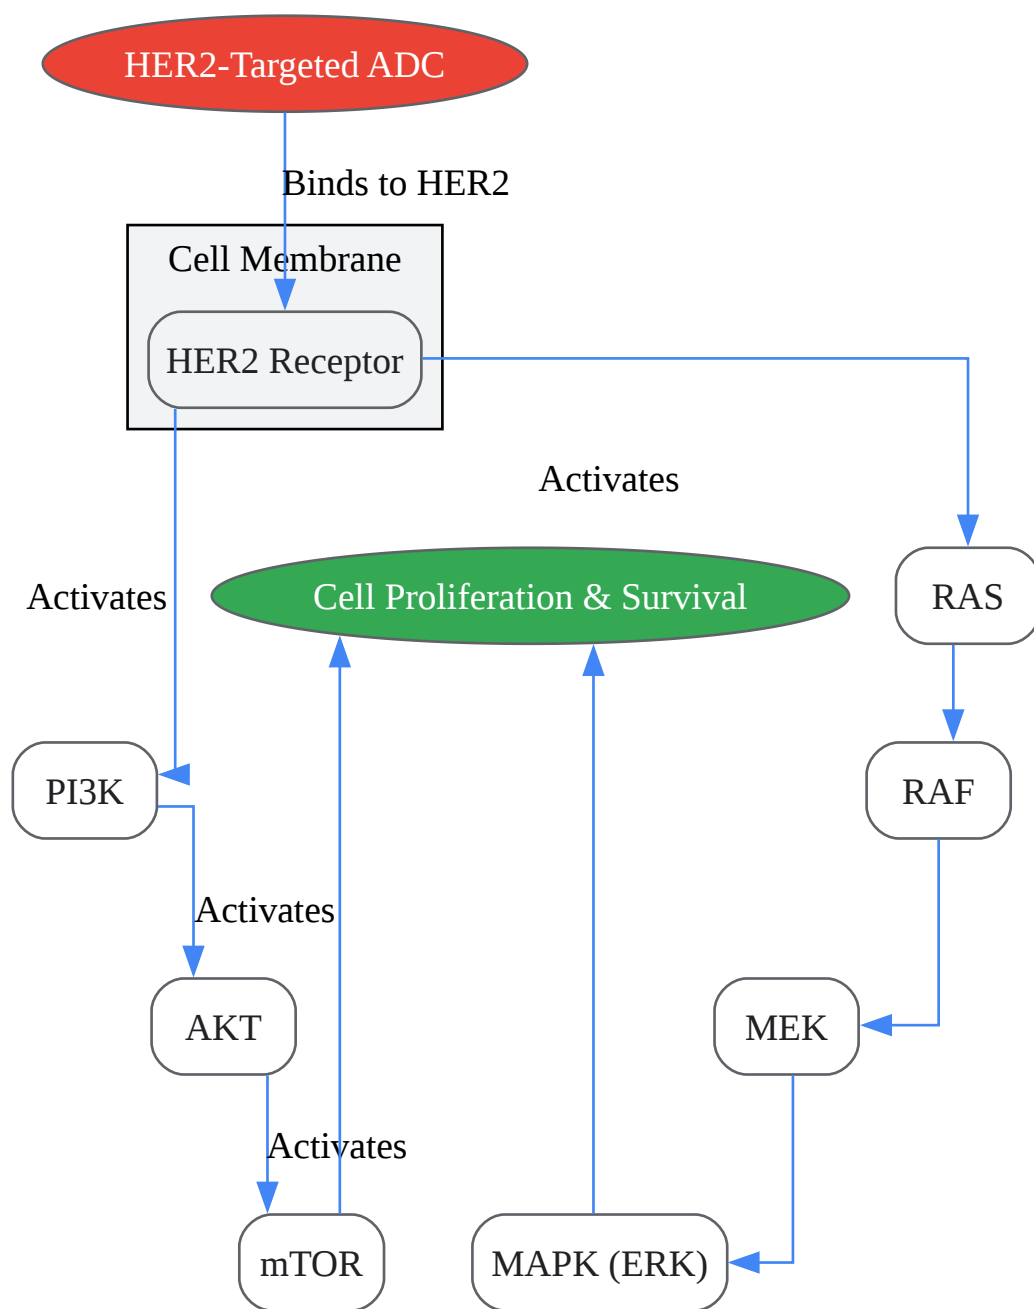 HER2-Targeted ADC
Binds to HER2
Cell Membrane
HER2 Receptor
Activates
Activates
Cell Proliferation & Survival
RAS
PI3K
RAF
Activates
AKT
MEK
Activates
mTOR
MAPK (ERK)